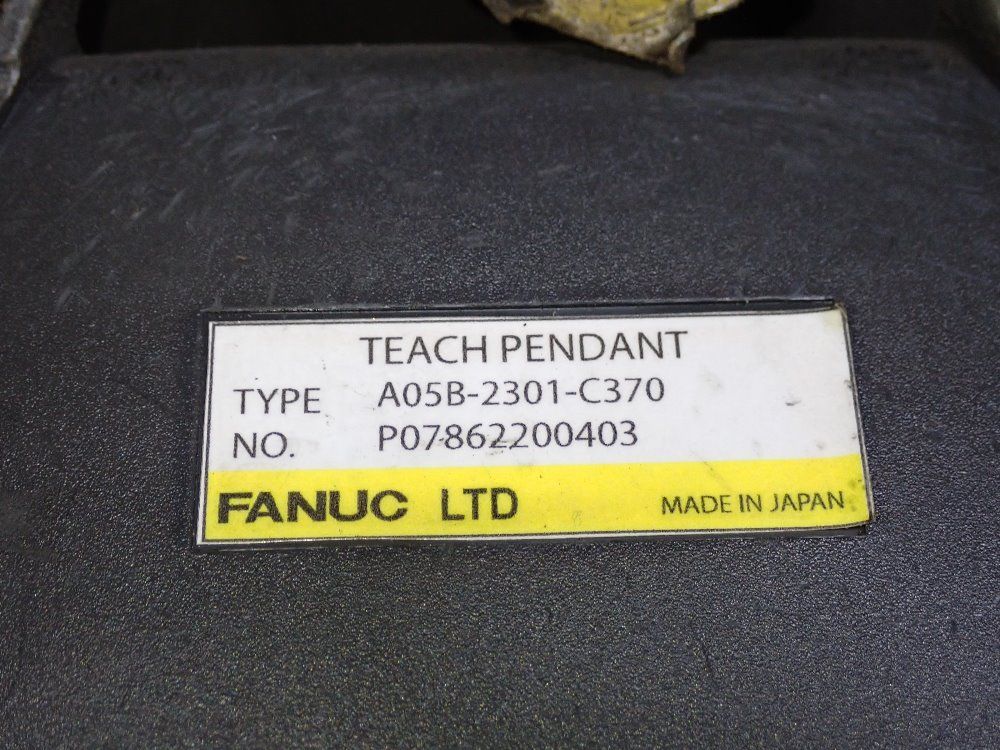 TEACH PENDANT
TYPE A05B-2301-C370
NO. P07862200403
FANUC LTD MADE IN JAPAN